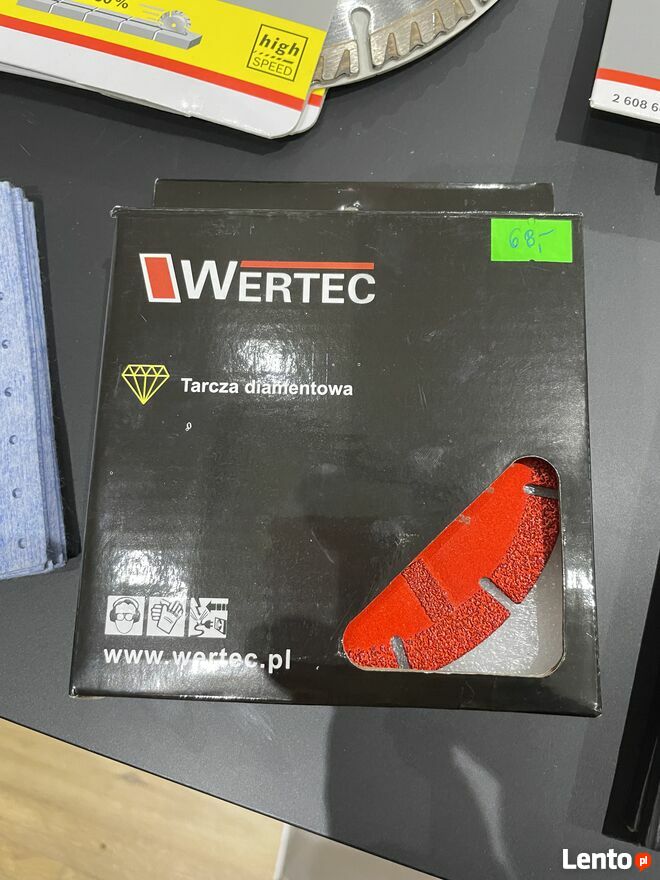 high
SPEED
2 608 6
68,-
WERTEC
Tarcza diamentowa
www.wertec.pl
Lento.pl